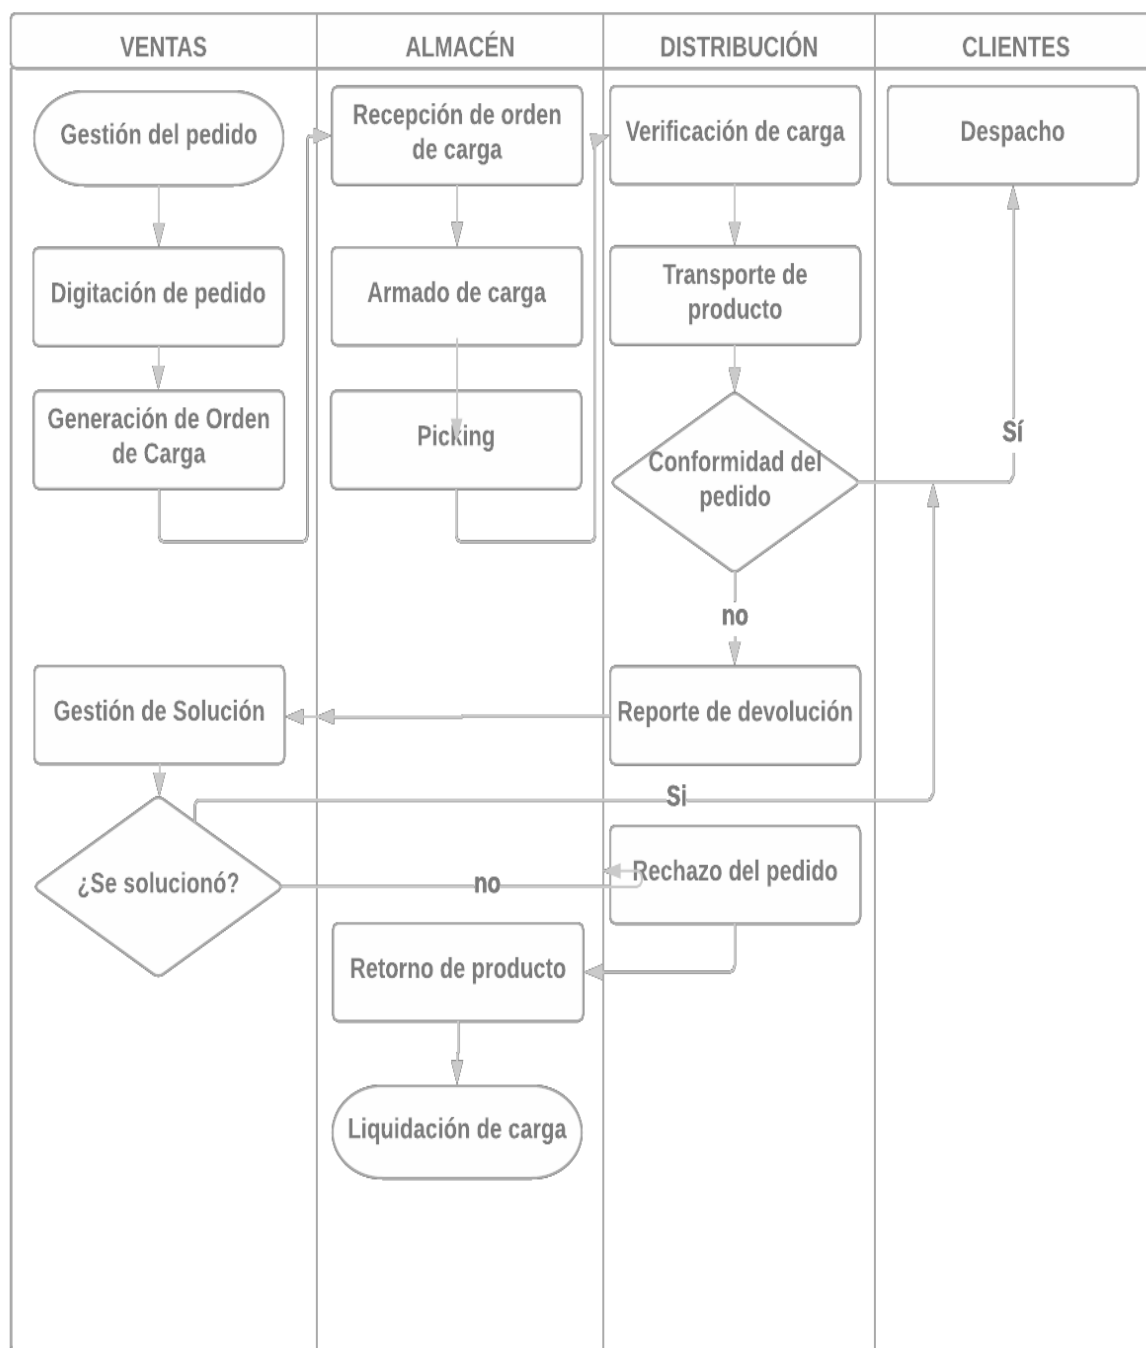 VENTAS
ALMACÉN
DISTRIBUCIÓN
CLIENTES
Gestión del pedido
Recepción de orden
de carga
Verificación de carga
Despacho
Digitación de pedido
Armado de carga
Transporte de
producto
Generación de Orden
de Carga
Picking
Conformidad del
pedido
Sí
no
Gestión de Solución
Reporte de devolución
Si
¿Se solucionó?
no
Rechazo del pedido
Retorno de producto
Liquidación de carga